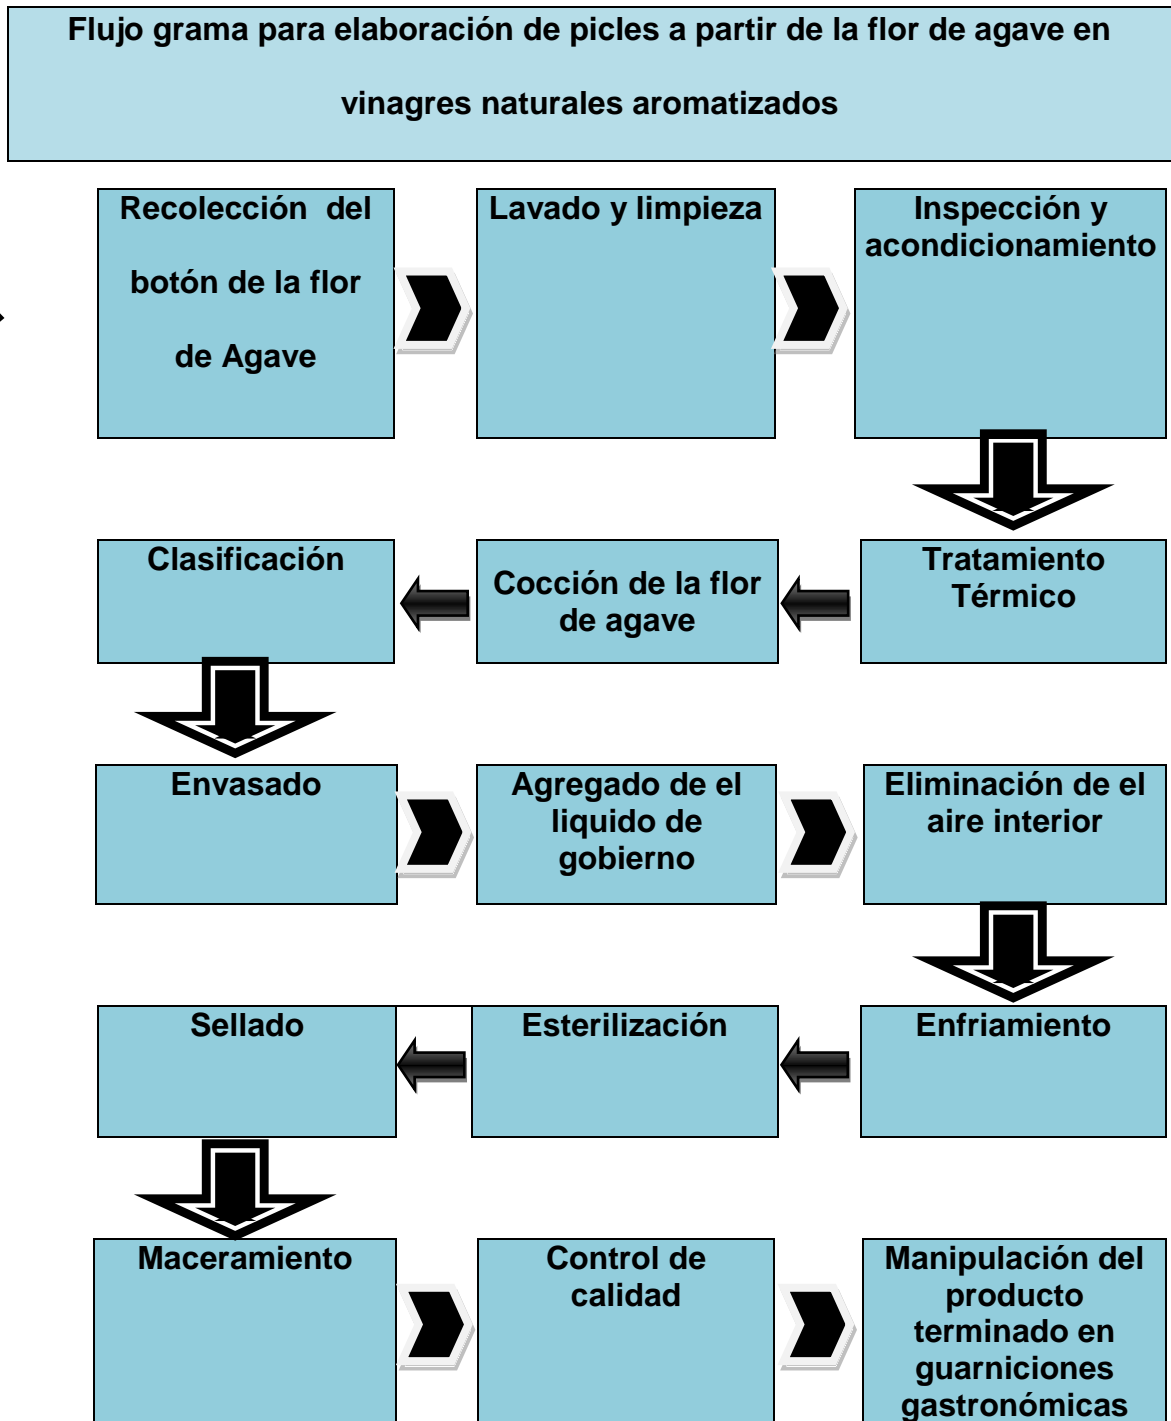 Flujo grama para elaboración de picles a partir de la flor de agave en
vinagres naturales aromatizados
Recolección del
botón de la flor
de Agave
Lavado y limpieza
Inspección y
acondicionamiento
Tratamiento
Térmico
Cocción de la flor
de agave
Clasificación
Envasado
Agregado de el
liquido de
gobierno
Eliminación de el
aire interior
Enfriamiento
Esterilización
Sellado
Maceramiento
Control de
calidad
Manipulación del
producto
terminado en
guarniciones
gastronómicas